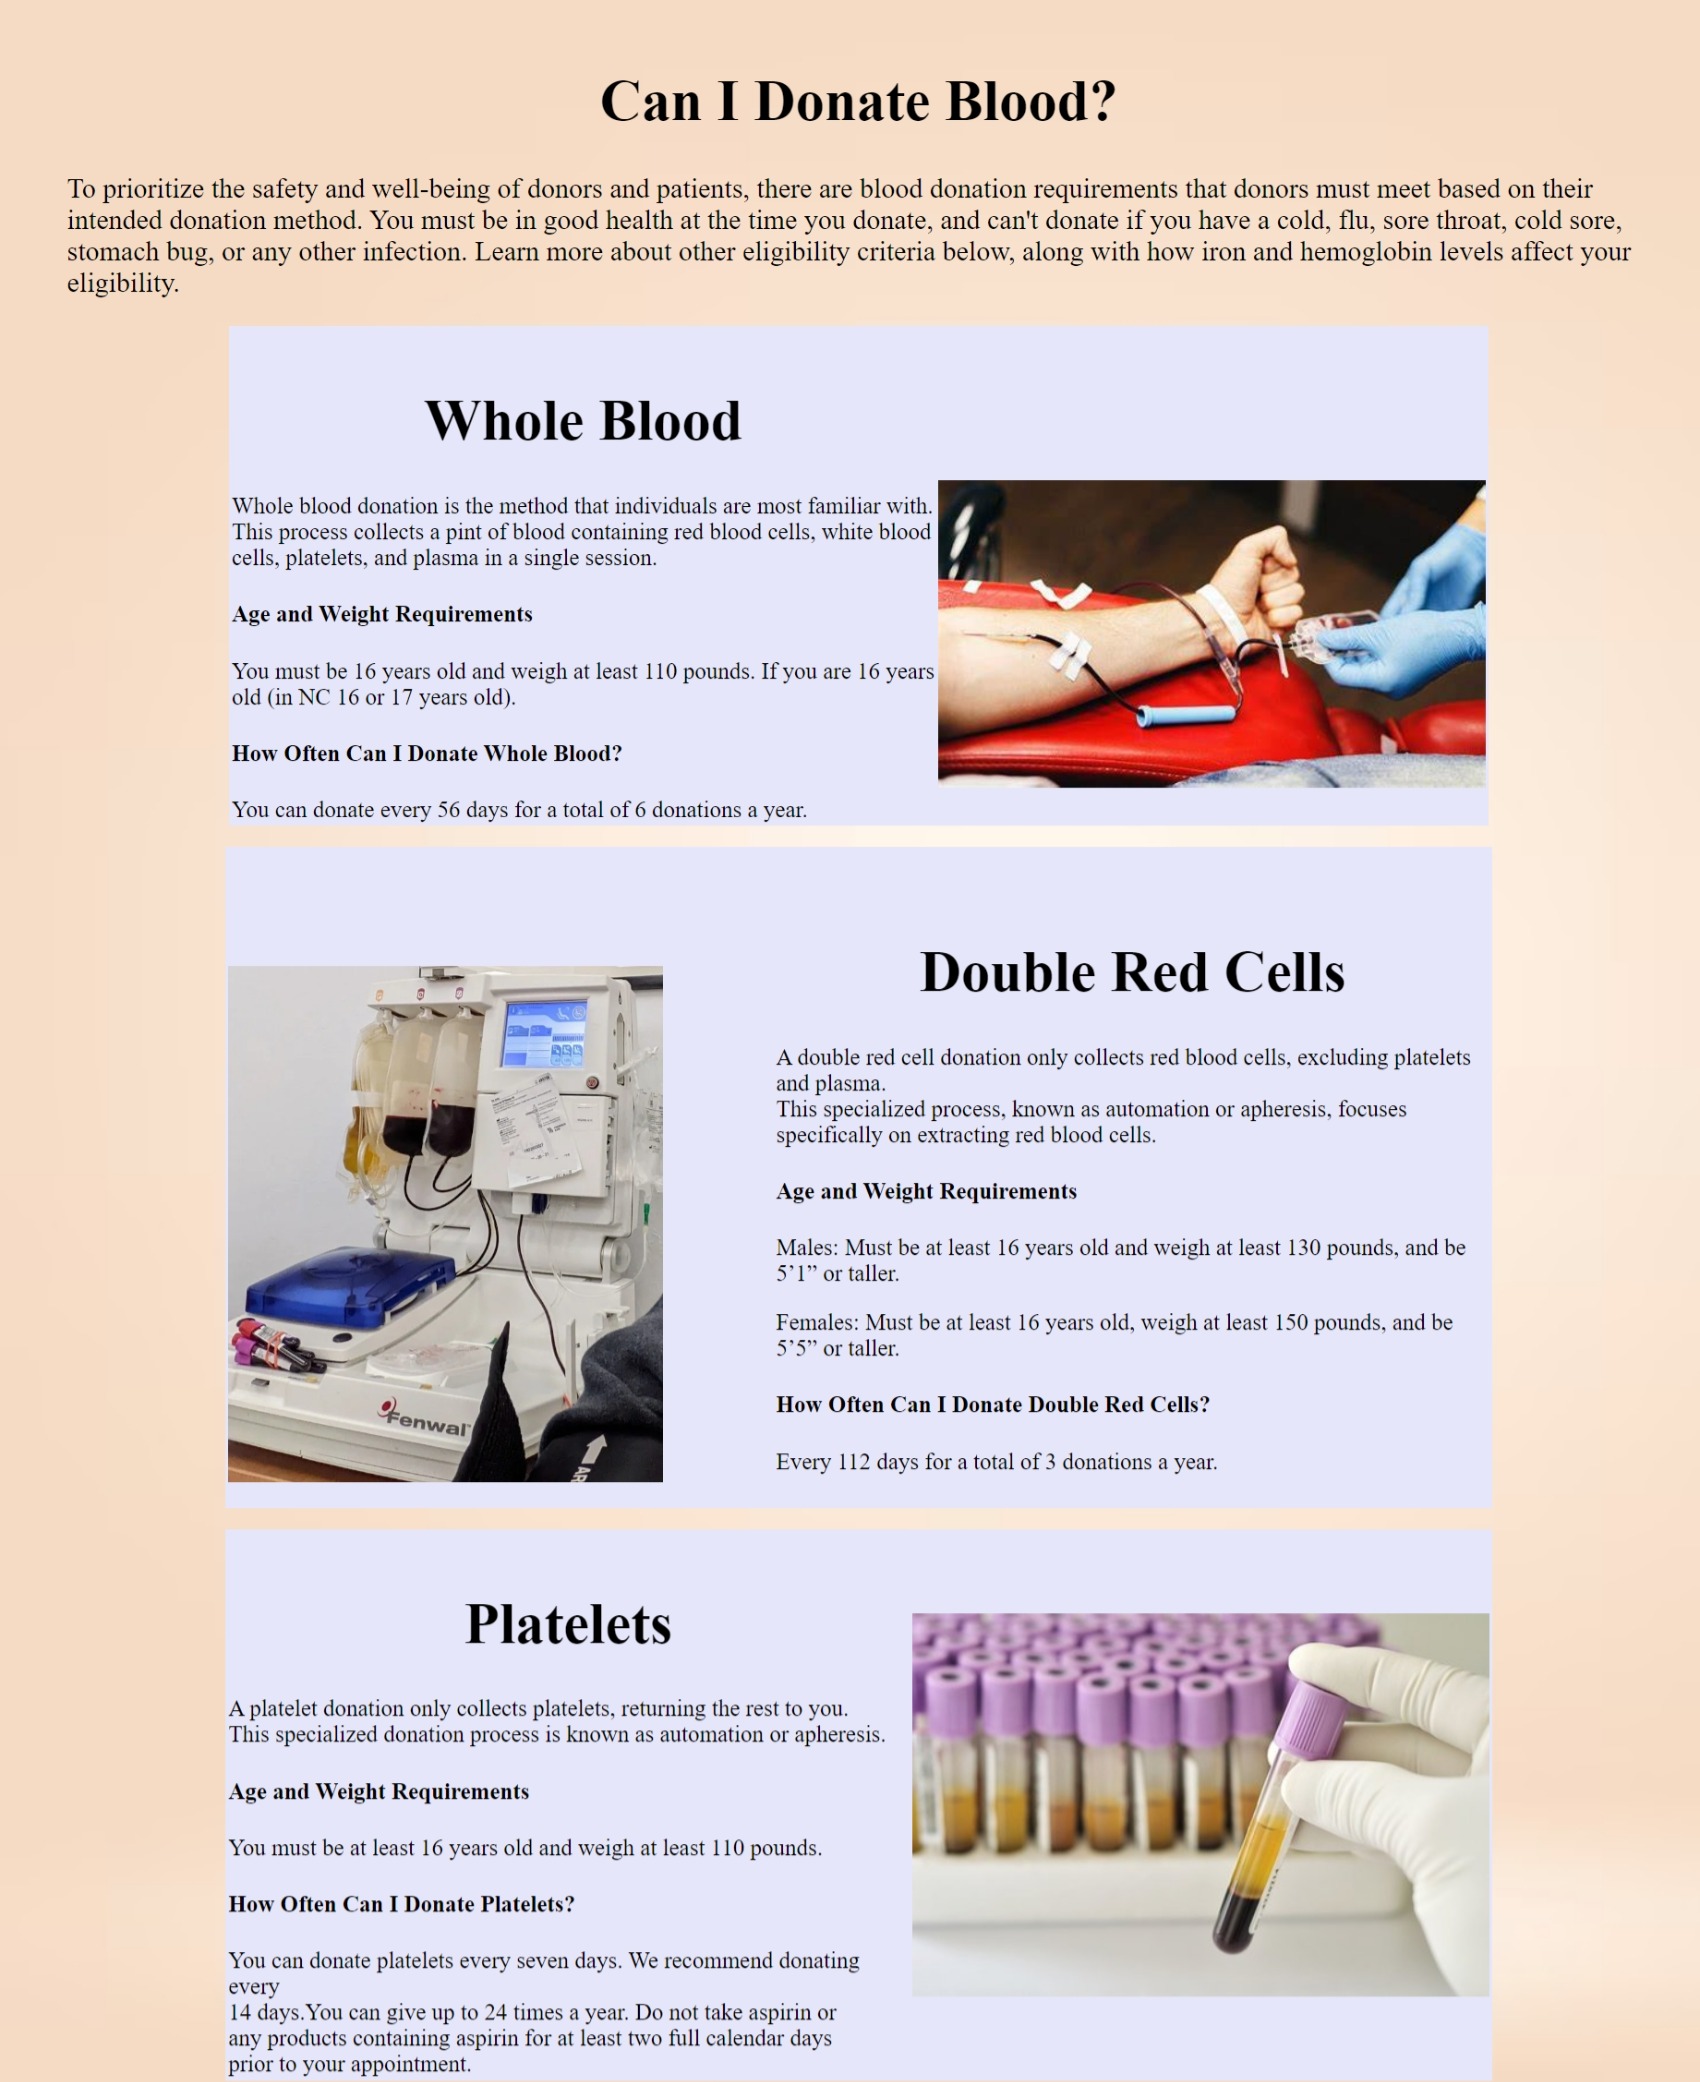 Can I Donate Blood?
To prioritize the safety and well-being of donors and patients, there are blood donation requirements that donors must meet based on their
intended donation method. You must be in good health at the time you donate, and can't donate if you have a cold, flu, sore throat, cold sore,
stomach bug, or any other infection. Learn more about other eligibility criteria below, along with how iron and hemoglobin levels affect your
eligibility.
Whole Blood
Whole blood donation is the method that individuals are most familiar with.
This process collects a pint of blood containing red blood cells, white blood
cells, platelets, and plasma in a single session.
Age and Weight Requirements
You must be 16 years old and weigh at least 110 pounds. If you are 16 years
old (in NC 16 or 17 years old).
How Often Can I Donate Whole Blood?
You can donate every 56 days for a total of 6 donations a year.
Double Red Cells
A double red cell donation only collects red blood cells, excluding platelets
and plasma.
This specialized process, known as automation or apheresis, focuses
specifically on extracting red blood cells.
Age and Weight Requirements
Males: Must be at least 16 years old and weigh at least 130 pounds, and be
5’1” or taller.
Females: Must be at least 16 years old, weigh at least 150 pounds, and be
5’5” or taller.
How Often Can I Donate Double Red Cells?
Every 112 days for a total of 3 donations a year.
Fenwal
AR
Platelets
A platelet donation only collects platelets, returning the rest to you.
This specialized donation process is known as automation or apheresis.
Age and Weight Requirements
You must be at least 16 years old and weigh at least 110 pounds.
How Often Can I Donate Platelets?
You can donate platelets every seven days. We recommend donating
every
14 days.You can give up to 24 times a year. Do not take aspirin or
any products containing aspirin for at least two full calendar days
prior to your appointment.